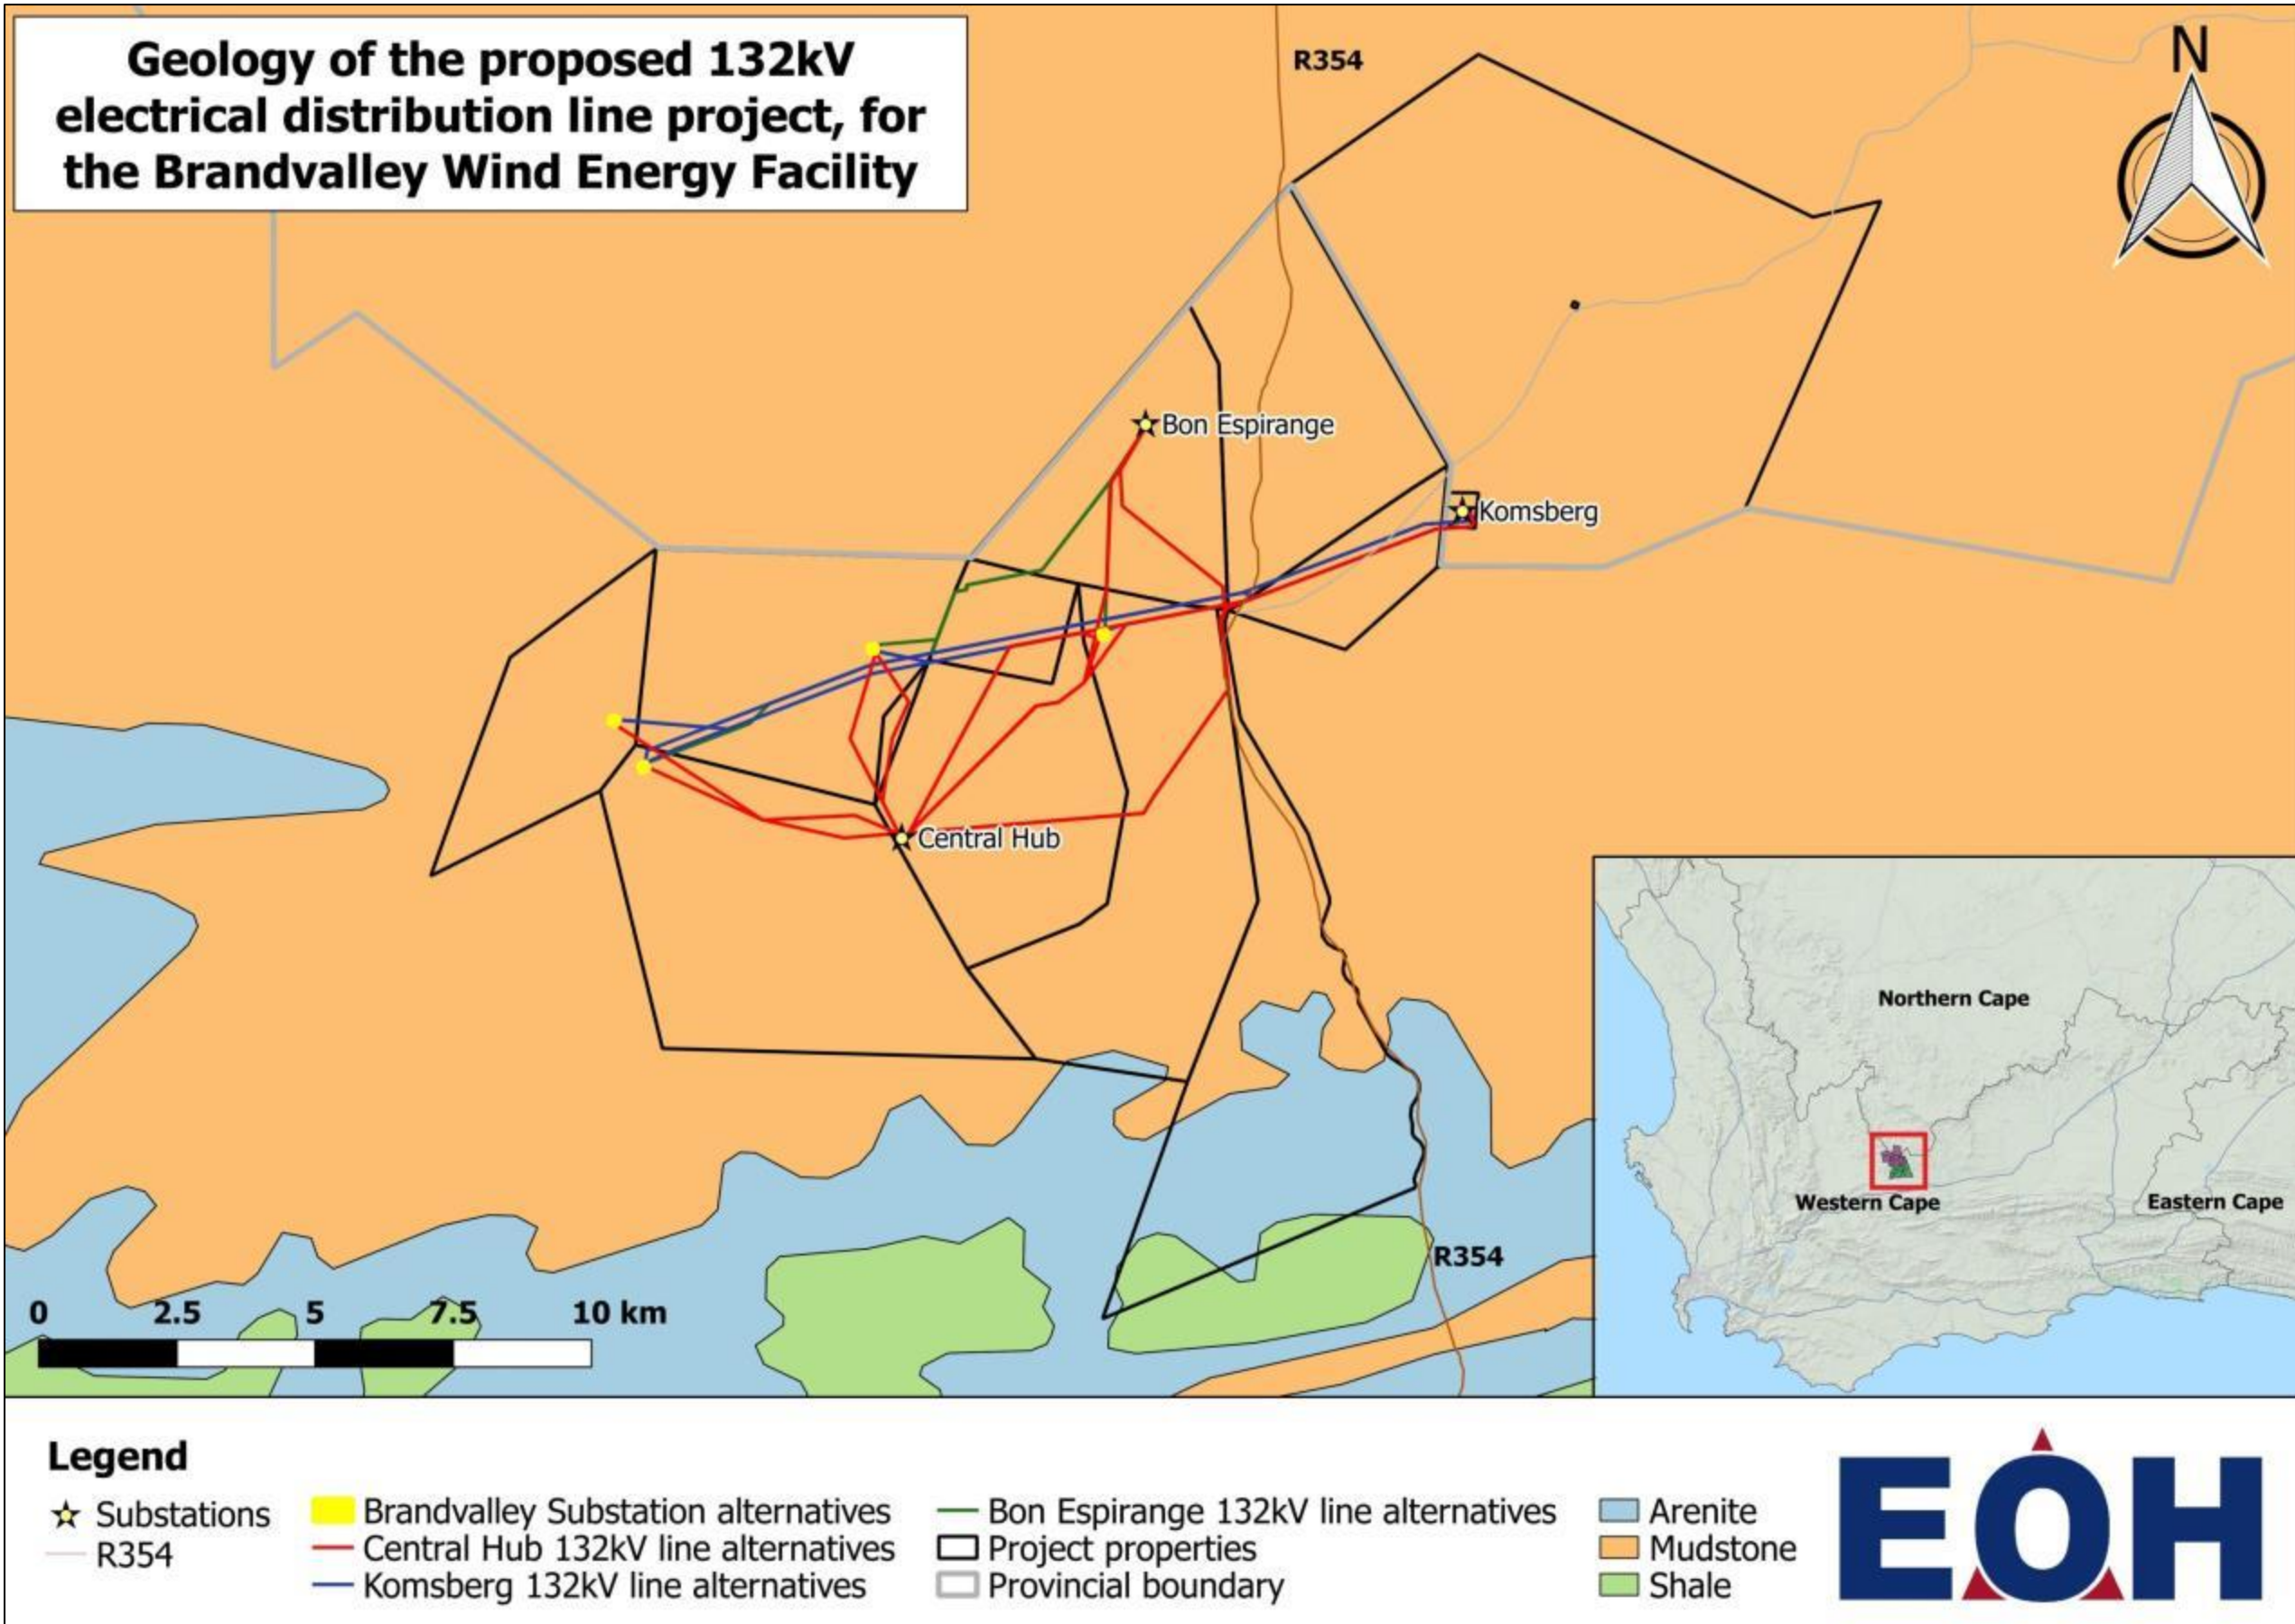 Geology of the proposed 132kV
electrical distribution line project, for
the Brandvalley Wind Energy Facility
R354
N
Bon Espirange
Komsberg
Central Hub
Northern Cape
Western Cape
Eastern Cape
R354
0 2.5 5 7.5 10 km
Legend
Substations
R354
Brandvalley Substation alternatives
Central Hub 132kV line alternatives
Komsberg 132kV line alternatives
Bon Espirange 132kV line alternatives
Project properties
Provincial boundary
Arenite
Mudstone
Shale
EOH